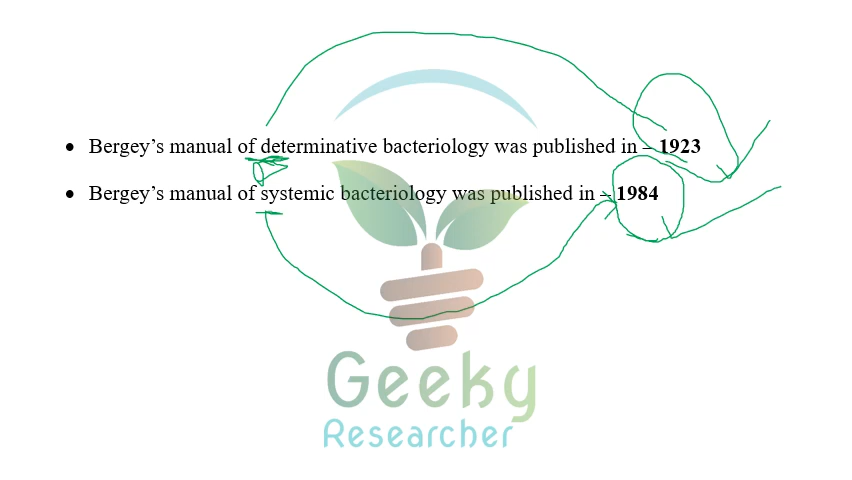 • Bergey’s manual of determinative bacteriology was published in – 1923
• Bergey’s manual of systemic bacteriology was published in – 1984
Geeky
Researcher